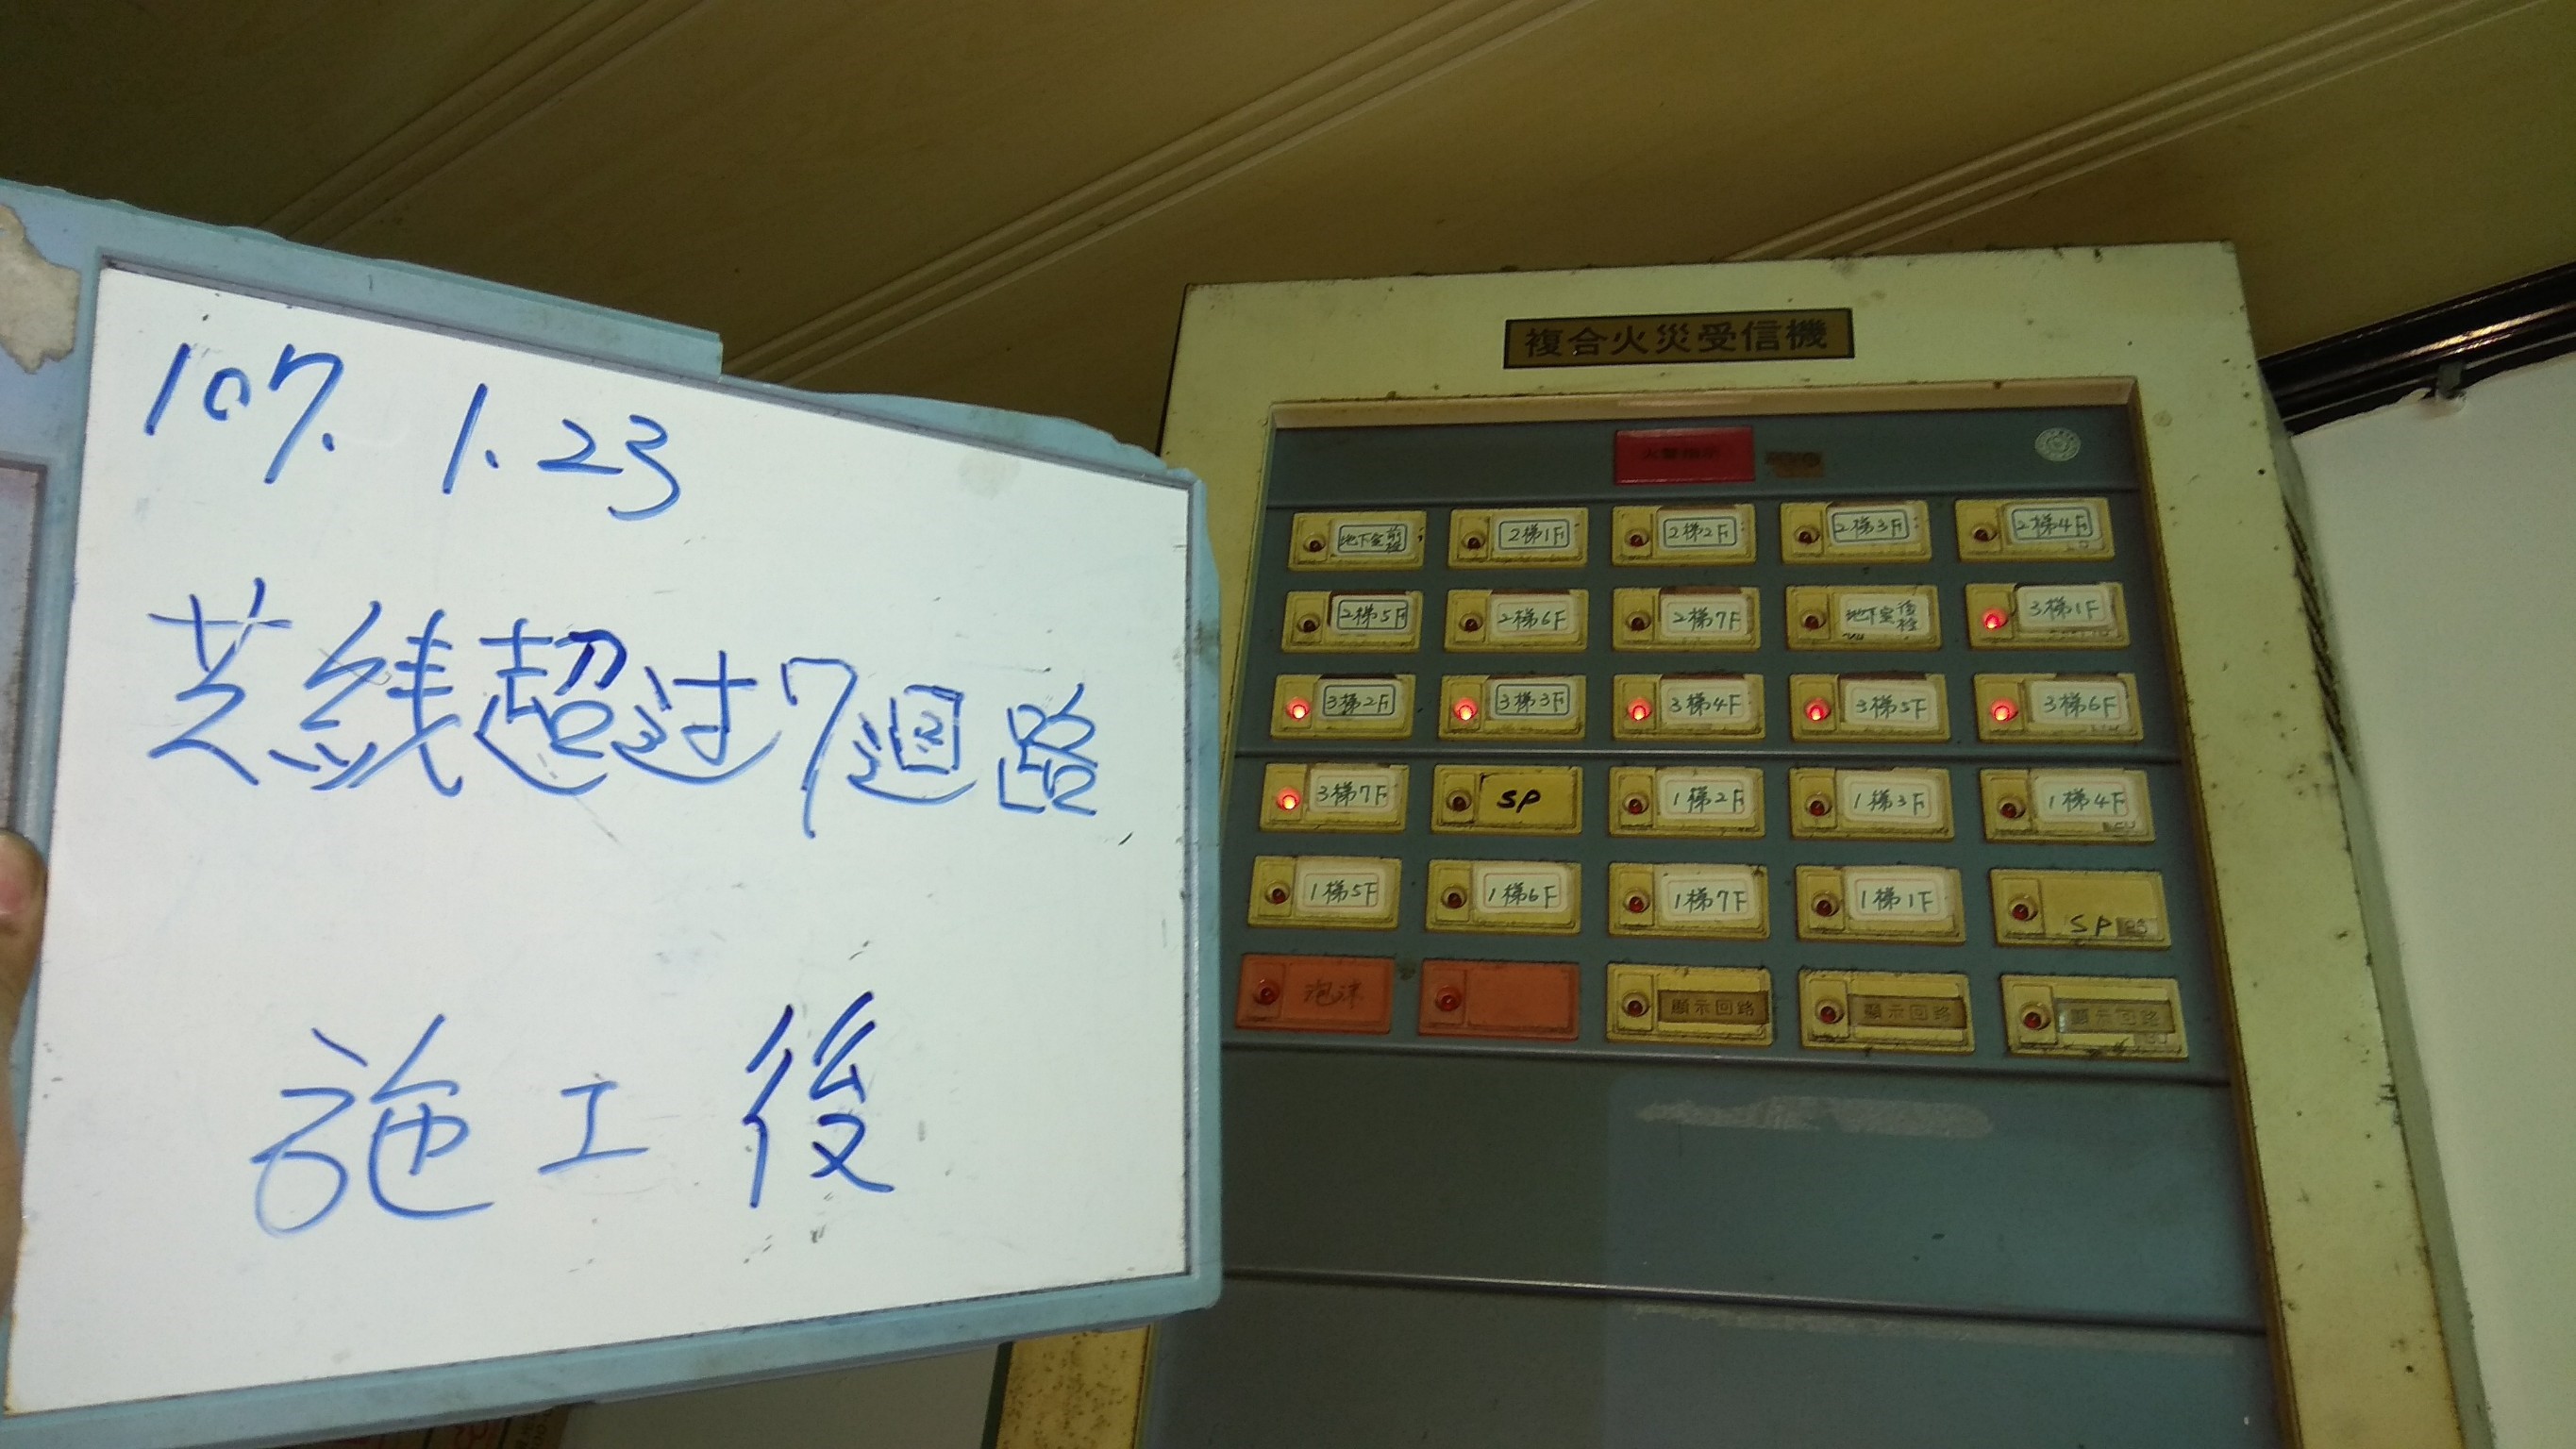 107. 1.23
芝線超过7迴路
施工後
複合火災受信機
地下室前梯
2梯1F
2梯2F
2梯3F
2梯4F
2梯5F
2梯6F
2梯7F
地下室後梯
3梯1F
3梯2F
3梯3F
3梯4F
3梯5F
3梯6F
3梯7F
SP
1梯2F
1梯3F
1梯4F
1梯5F
1梯6F
1梯7F
1梯1F
SP
泡沫
顯示回路
顯示回路
顯示回路